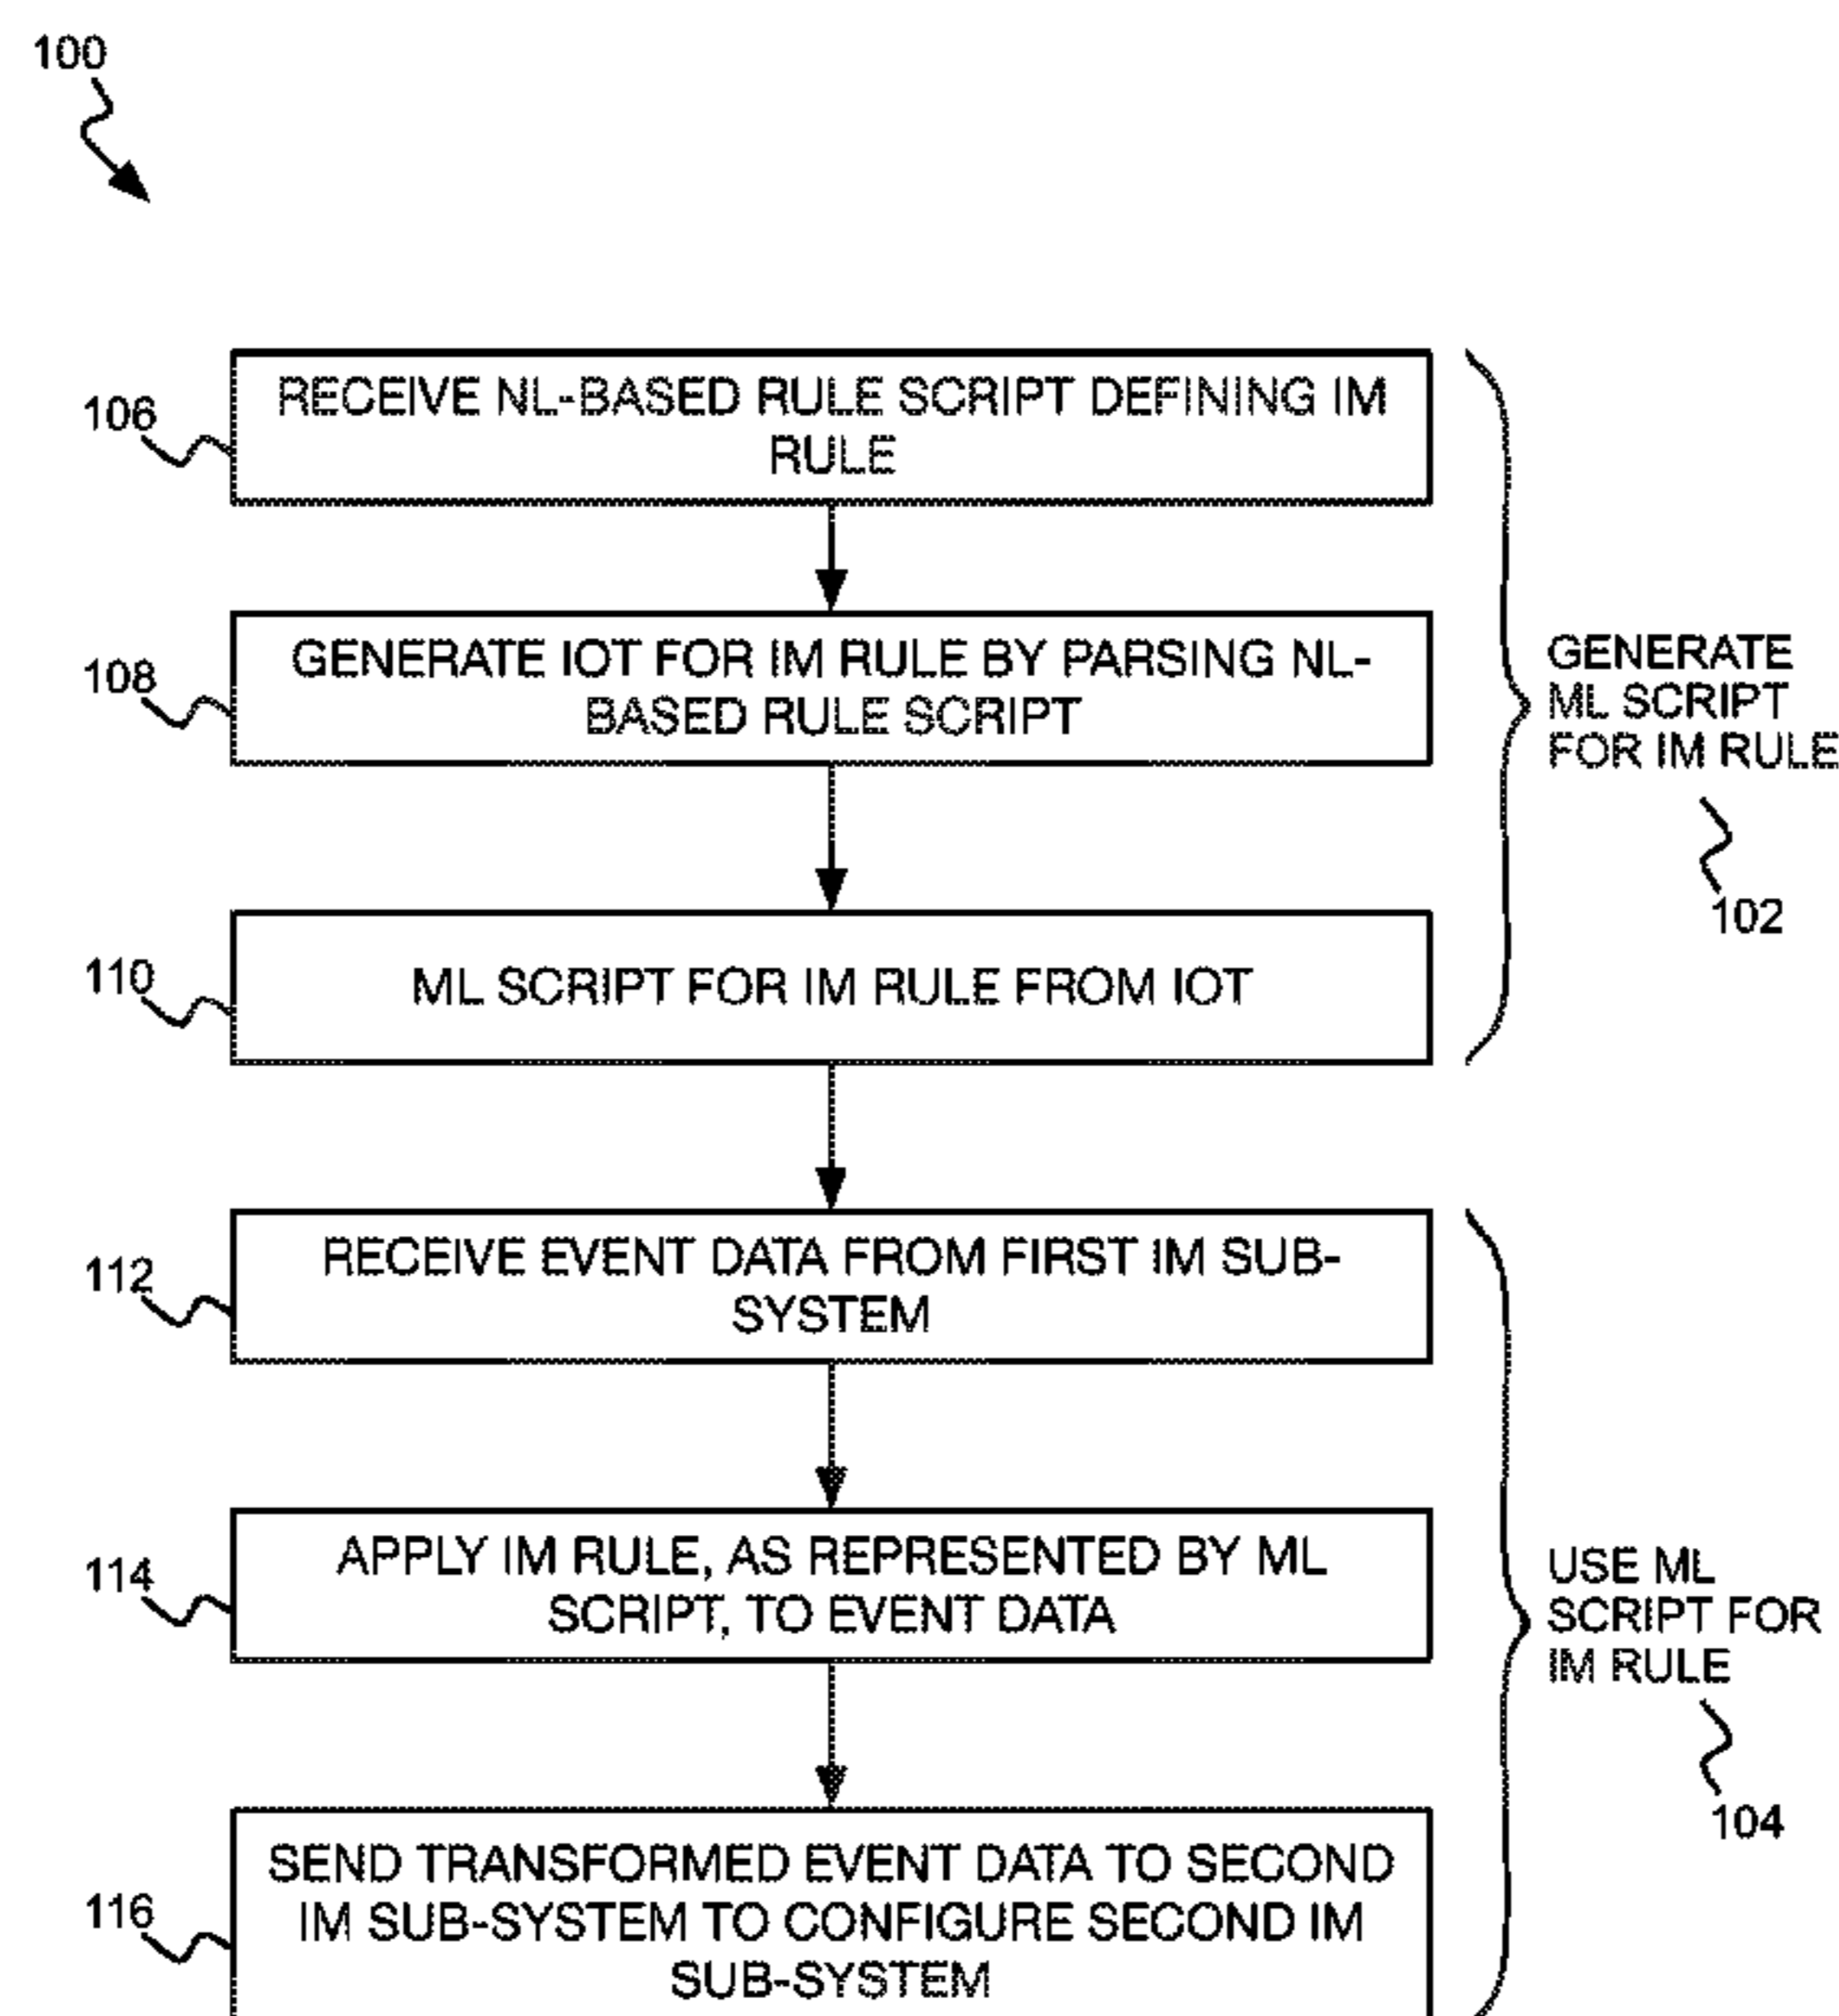 100
106
RECEIVE NL-BASED RULE SCRIPT DEFINING IM
RULE
108
GENERATE IOT FOR IM RULE BY PARSING NL-
BASED RULE SCRIPT
110
ML SCRIPT FOR IM RULE FROM IOT
GENERATE
ML SCRIPT
FOR IM RULE
102
112
RECEIVE EVENT DATA FROM FIRST IM SUB-
SYSTEM
114
APPLY IM RULE, AS REPRESENTED BY ML
SCRIPT, TO EVENT DATA
116
SEND TRANSFORMED EVENT DATA TO SECOND
IM SUB-SYSTEM TO CONFIGURE SECOND IM
SUB-SYSTEM
USE ML
SCRIPT FOR
IM RULE
104